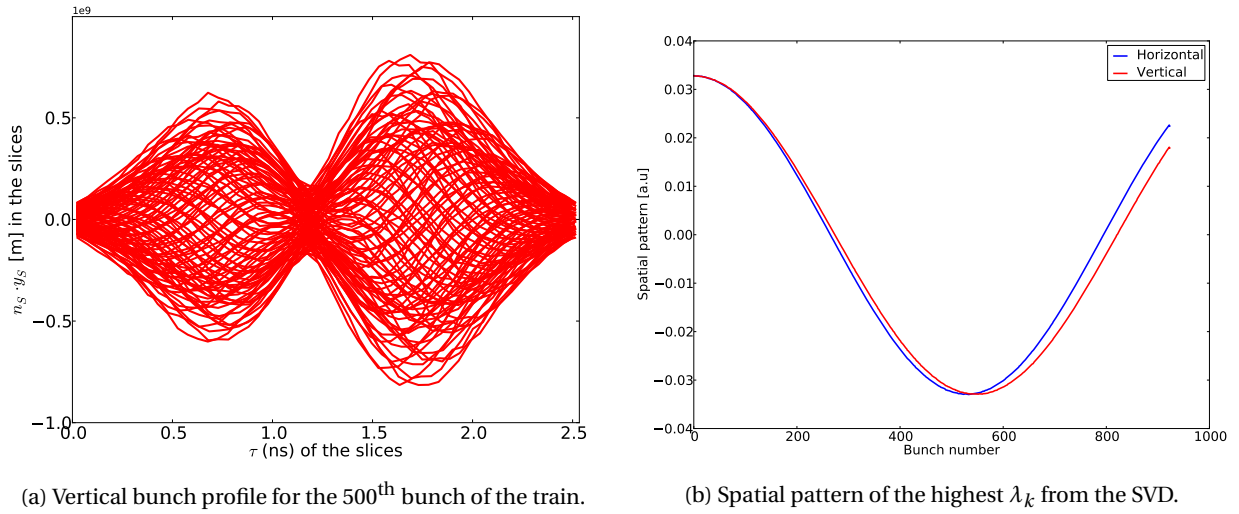 1e9
0.5
0.0
−0.5
−1.0
n_S · y_S [m] in the slices
0.0 0.5 1.0 1.5 2.0 2.5
τ (ns) of the slices
(a) Vertical bunch profile for the 500th bunch of the train.
0.04
0.03
0.02
0.01
0.00
−0.01
−0.02
−0.03
−0.04
Spatial pattern [a.u]
Horizontal
Vertical
0 200 400 600 800 1000
Bunch number
(b) Spatial pattern of the highest λ_k from the SVD.